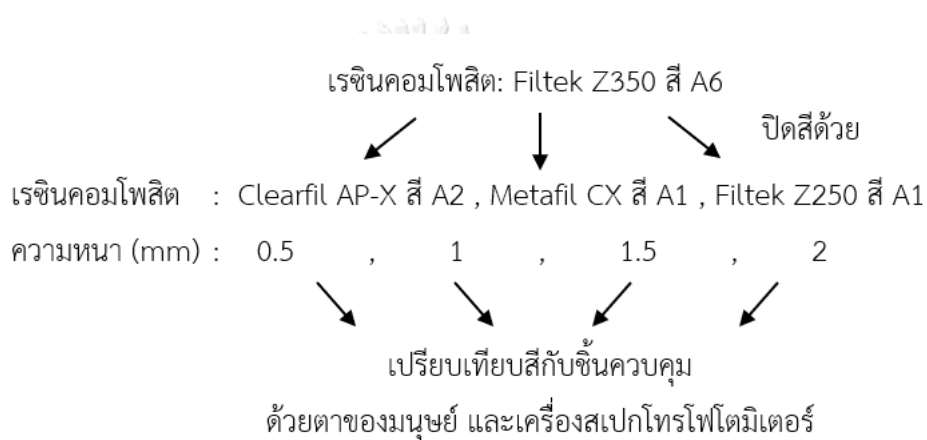 เรซินคอมโพสิต: Filtek Z350 สี A6
ปิดสีด้วย
เรซินคอมโพสิต : Clearfil AP-X สี A2 , Metafil CX สี A1 , Filtek Z250 สี A1
ความหนา (mm) : 0.5 , 1 , 1.5 , 2
เปรียบเทียบสีกับชิ้นควบคุม
ด้วยตาของมนุษย์ และเครื่องสเปกโทรโฟโตมิเตอร์